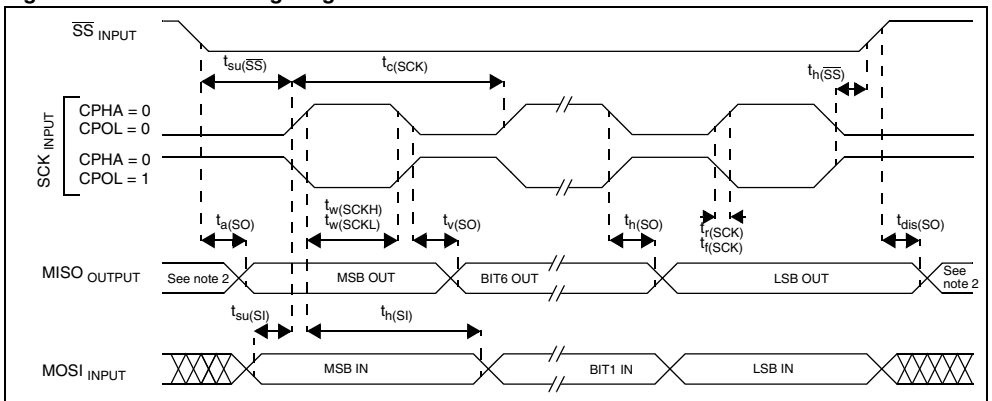 SS INPUT
tsu(SS)
tc(SCK)
th(SS)
SCK INPUT
CPHA = 0
CPOL = 0
CPHA = 0
CPOL = 1
ta(SO)
tw(SCKH)
tw(SCKL)
tv(SO)
th(SO)
tr(SCK)
tf(SCK)
tdis(SO)
MISO OUTPUT
See note 2
MSB OUT
BIT6 OUT
LSB OUT
See
note 2
tsu(SI)
th(SI)
MOSI INPUT
MSB IN
BIT1 IN
LSB IN